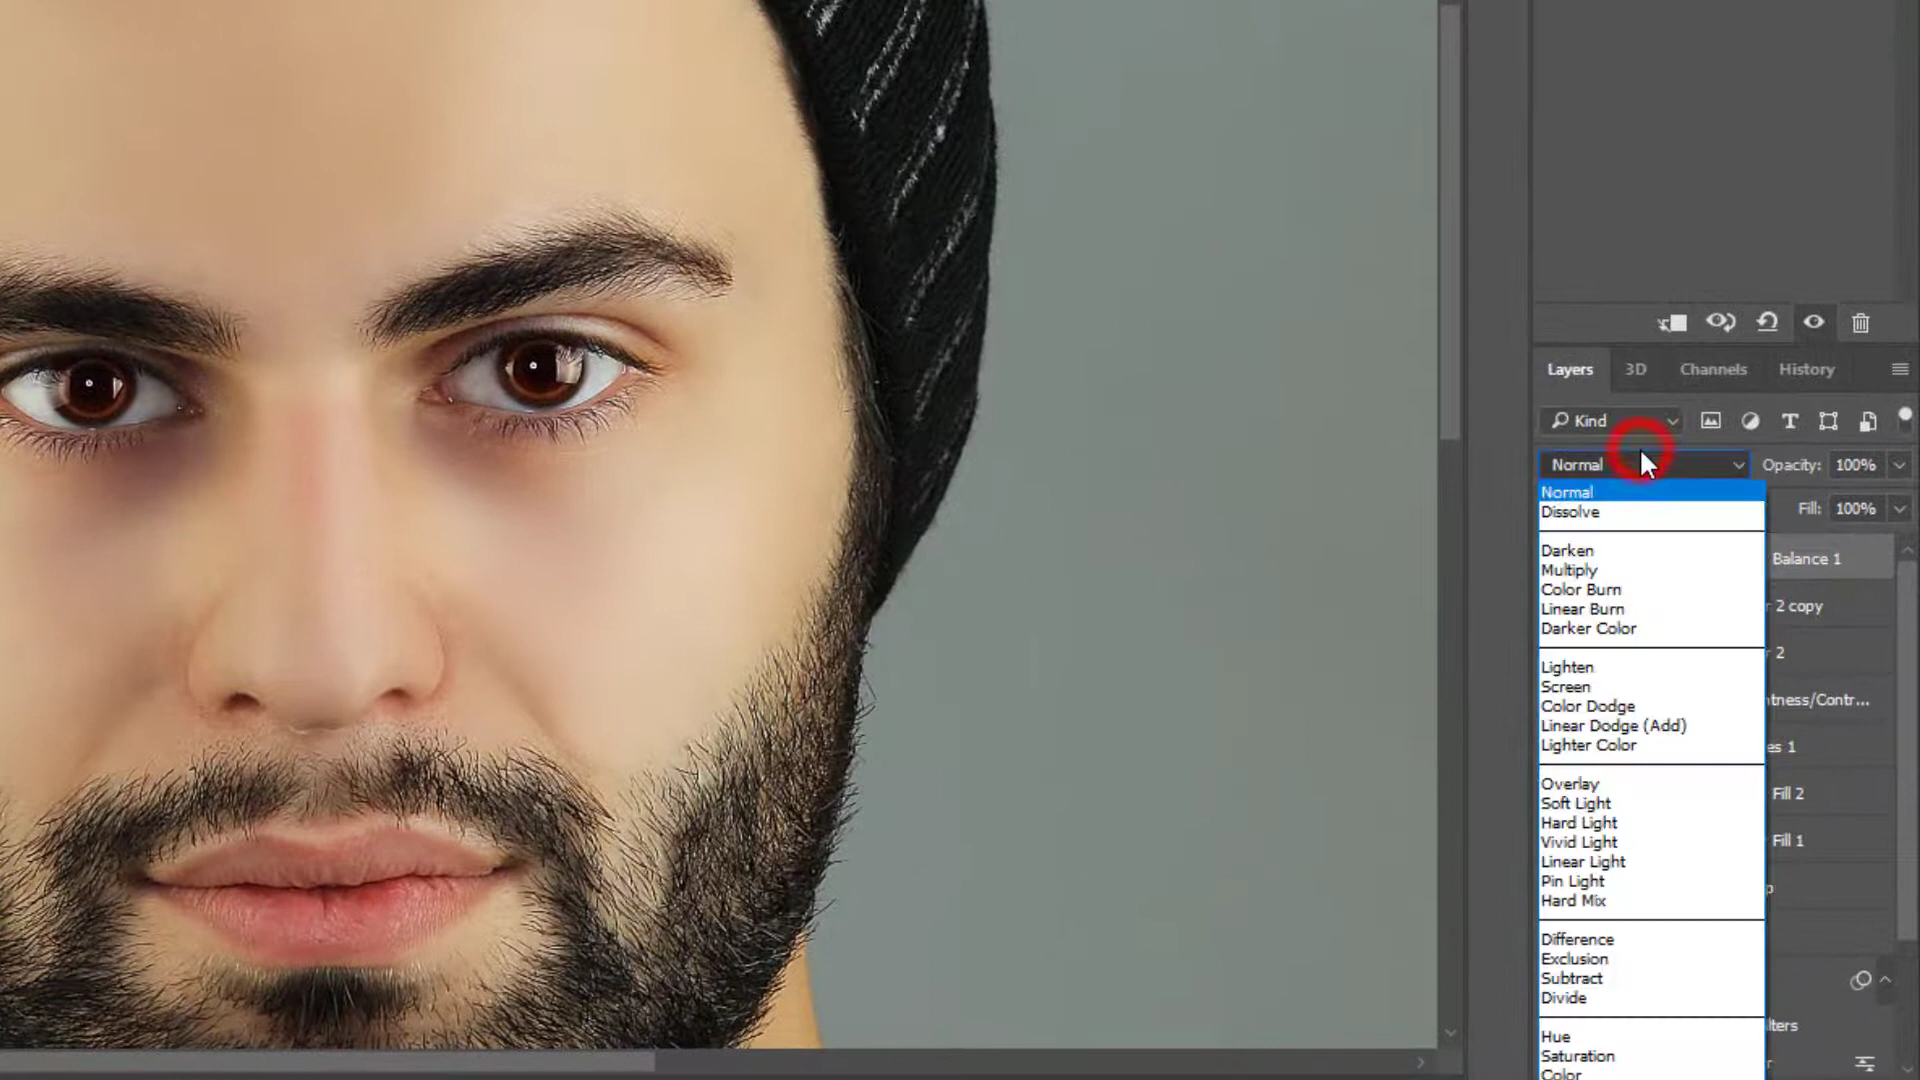 Layers 3D Channels History
Kind
Normal Opacity: 100%
Fill: 100%
Normal
Dissolve
Darken
Multiply
Color Burn
Linear Burn
Darker Color
Lighten
Screen
Color Dodge
Linear Dodge (Add)
Lighter Color
Overlay
Soft Light
Hard Light
Vivid Light
Linear Light
Pin Light
Hard Mix
Difference
Exclusion
Subtract
Divide
Hue
Saturation
Color
Balance 1
2 copy
2
tness/Contr...
es 1
Fill 2
Fill 1
p
lters
r